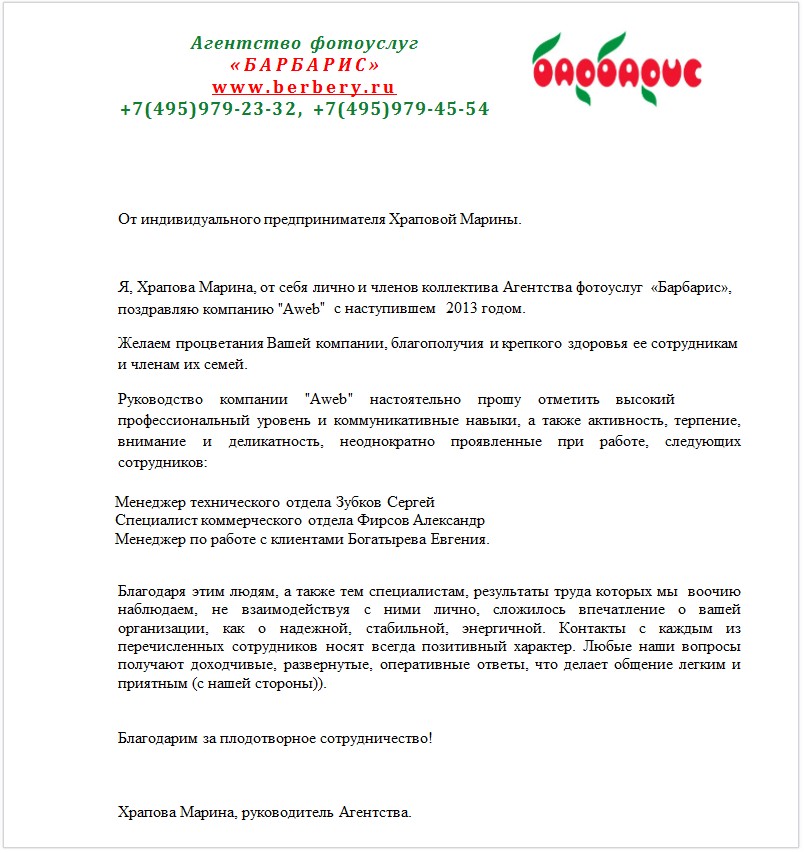 Агентство фотоуслуг
«БАРБАРИС»
www.berbery.ru
+7(495)979-23-32, +7(495)979-45-54
барбарис
От индивидуального предпринимателя Храповой Марины.
Я, Храпова Марина, от себя лично и членов коллектива Агентства фотоуслуг «Барбарис»,
поздравляю компанию "Aweb" с наступившем 2013 годом.
Желаем процветания Вашей компании, благополучия и крепкого здоровья ее сотрудникам
и членам их семей.
Руководство компании "Aweb" настоятельно прошу отметить высокий
профессиональный уровень и коммуникативные навыки, а также активность, терпение,
внимание и деликатность, неоднократно проявленные при работе, следующих
сотрудников:
Менеджер технического отдела Зубков Сергей
Специалист коммерческого отдела Фирсов Александр
Менеджер по работе с клиентами Богатырева Евгения.
Благодаря этим людям, а также тем специалистам, результаты труда которых мы воочию
наблюдаем, не взаимодействуя с ними лично, сложилось впечатление о вашей
организации, как о надежной, стабильной, энергичной. Контакты с каждым из
перечисленных сотрудников носят всегда позитивный характер. Любые наши вопросы
получают доходчивые, развернутые, оперативные ответы, что делает общение легким и
приятным (с нашей стороны)).
Благодарим за плодотворное сотрудничество!
Храпова Марина, руководитель Агентства.